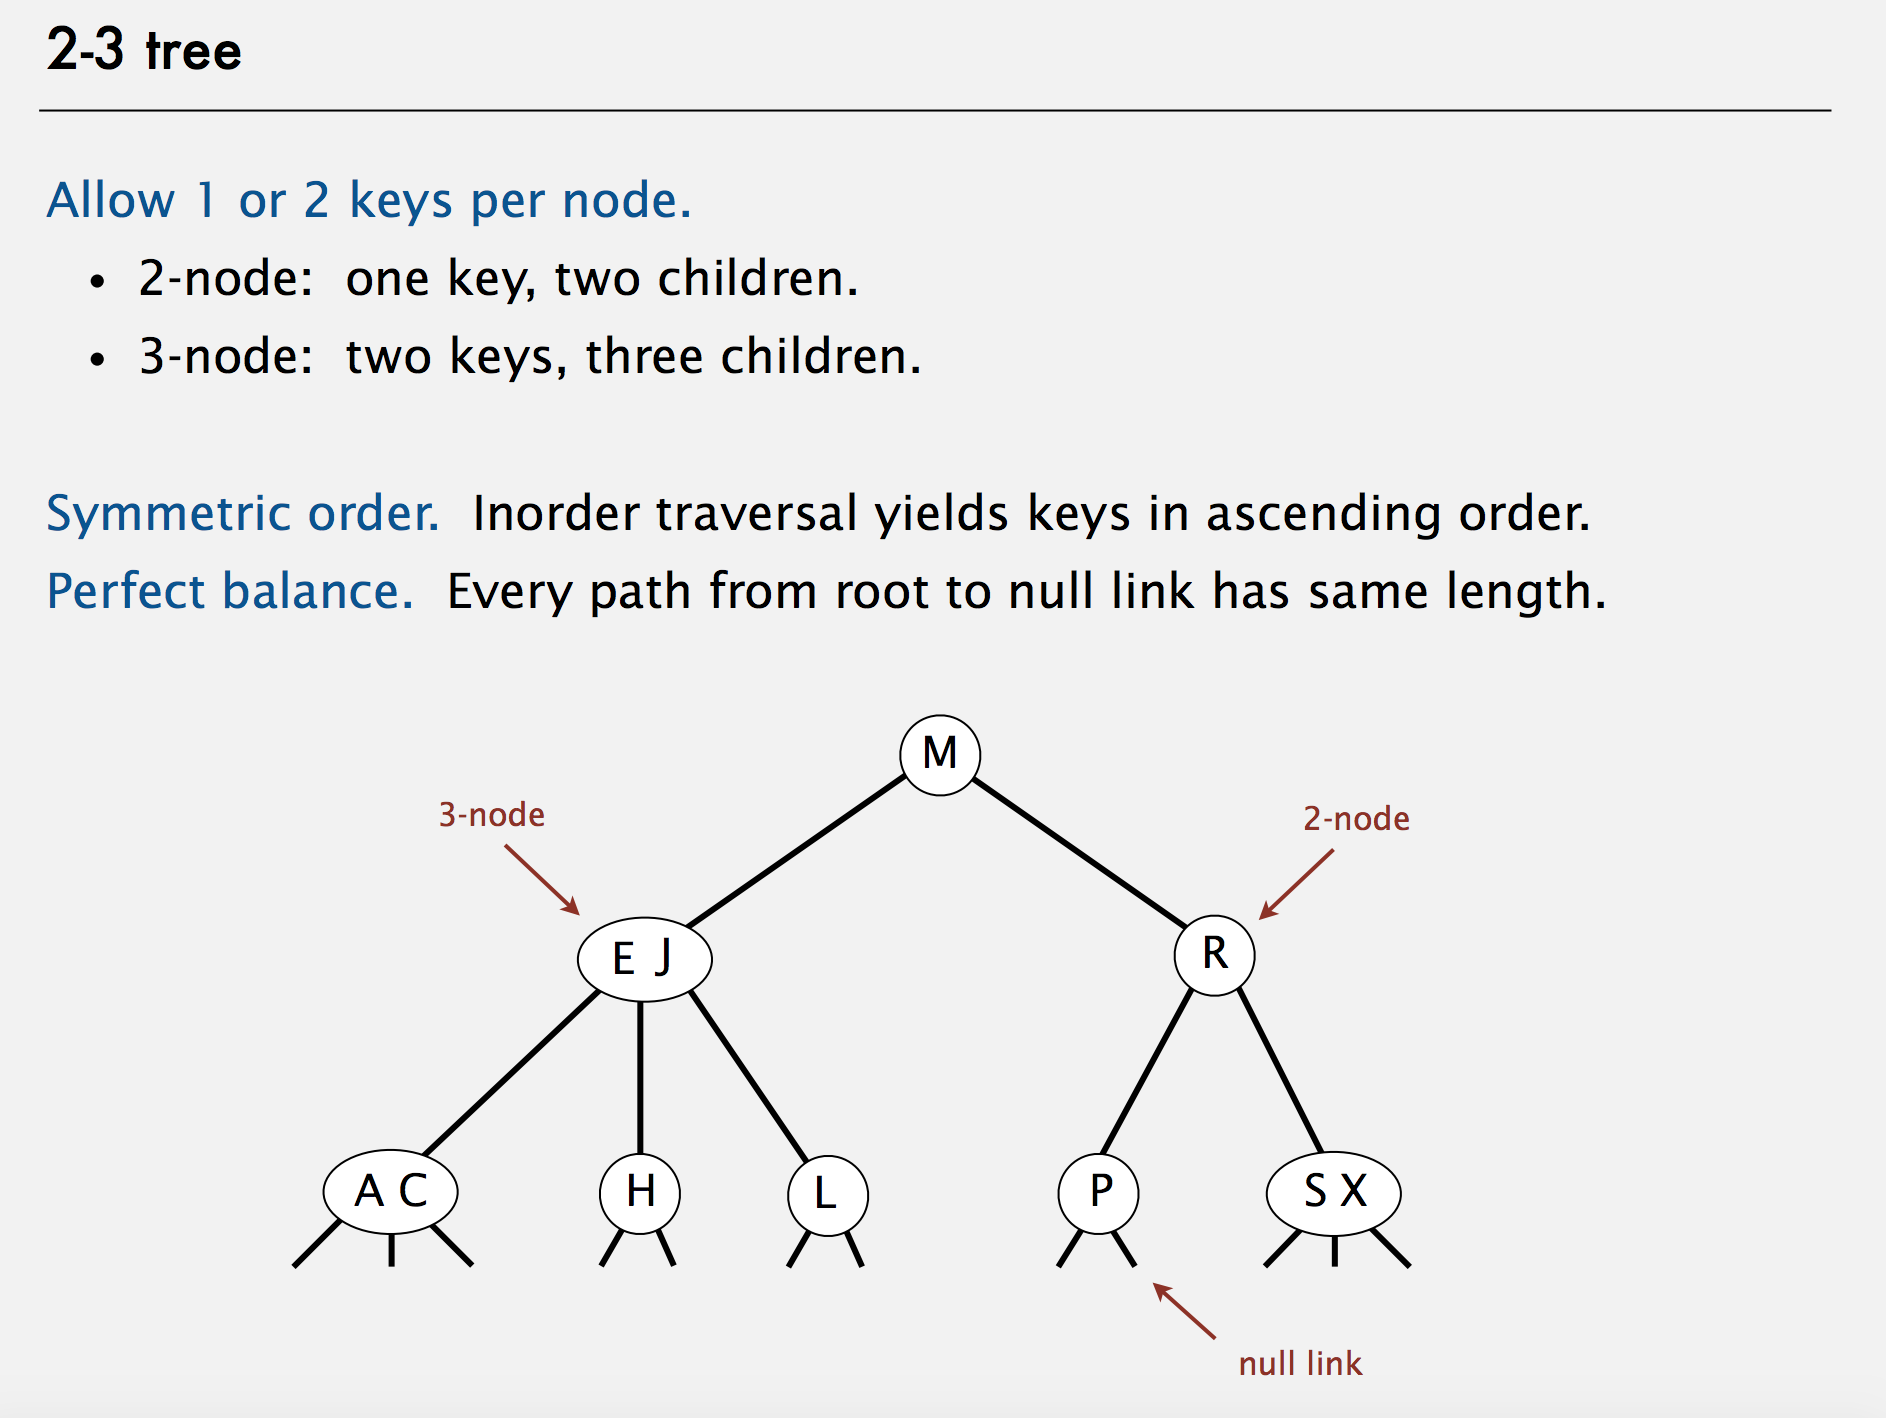 2-3 tree
Allow 1 or 2 keys per node.
• 2-node: one key, two children.
• 3-node: two keys, three children.
Symmetric order. Inorder traversal yields keys in ascending order.
Perfect balance. Every path from root to null link has same length.
M
3-node
2-node
E J
R
A C
H
L
P
S X
null link